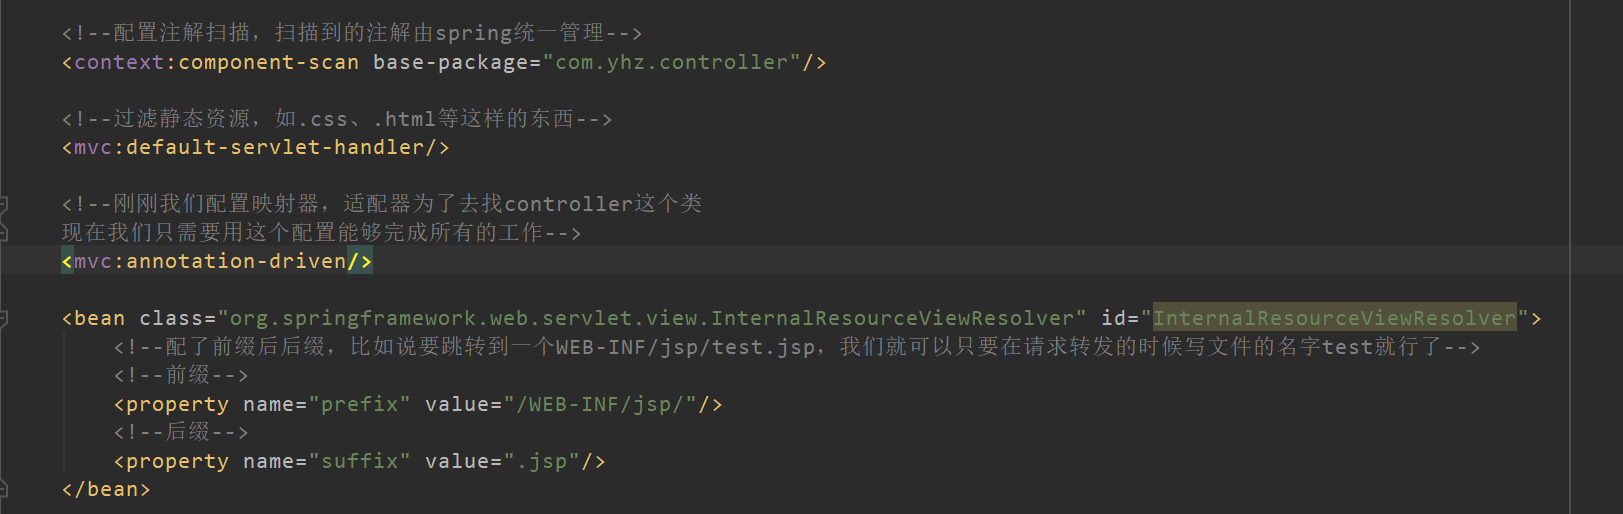 <!--配置注解扫描，扫描到的注解由spring统一管理-->
<context:component-scan base-package="com.yhz.controller"/>
<!--过滤静态资源，如.css、.html等这样的东西-->
<mvc:default-servlet-handler/>
<!--刚刚我们配置映射器，适配器为了去找controller这个类
现在我们只需要用这个配置能够完成所有的工作-->
<mvc:annotation-driven/>
<bean class="org.springframework.web.servlet.view.InternalResourceViewResolver" id="InternalResourceViewResolver">
<!--配了前缀后后缀，比如说要跳转到一个WEB-INF/jsp/test.jsp，我们就可以只要在请求转发的时候写文件的名字test就行了-->
<!--前缀-->
<property name="prefix" value="/WEB-INF/jsp/"/>
<!--后缀-->
<property name="suffix" value=".jsp"/>
</bean>